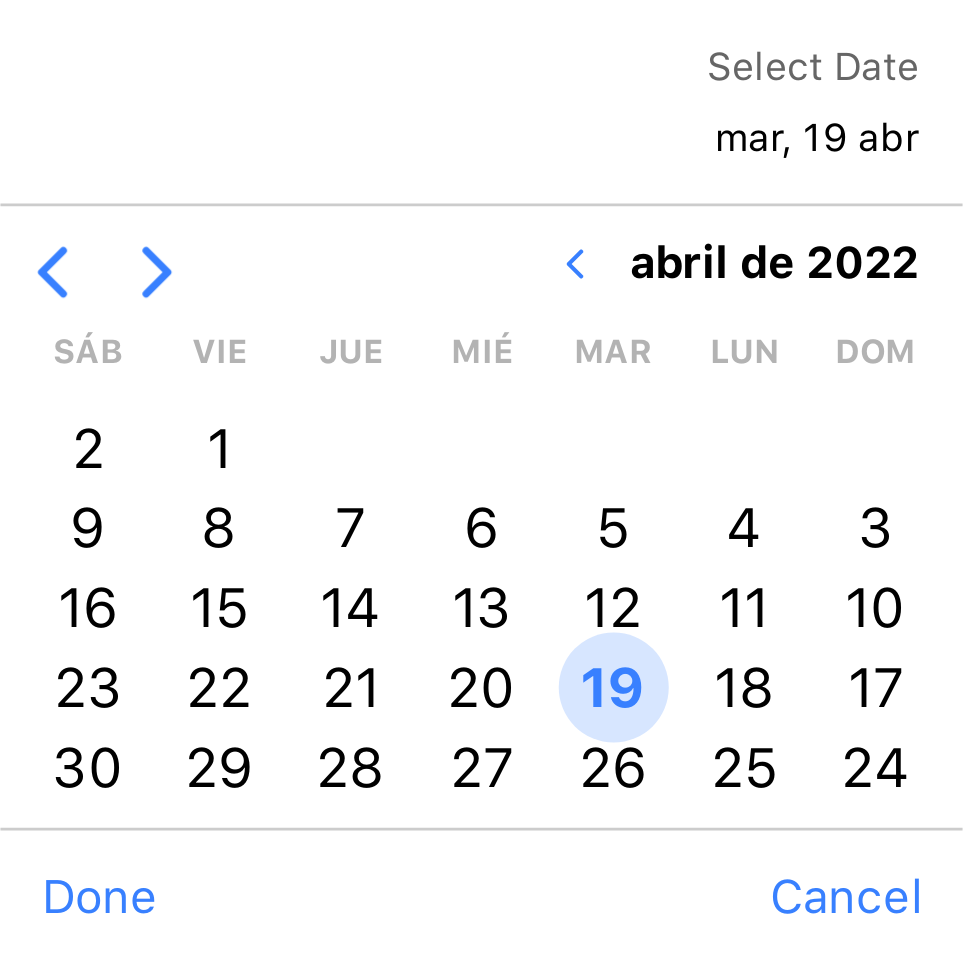 Select Date
mar, 19 abr
abril de 2022
SÁB VIE JUE MIÉ MAR LUN DOM
2 1
9 8 7 6 5 4 3
16 15 14 13 12 11 10
23 22 21 20 19 18 17
30 29 28 27 26 25 24
Done Cancel